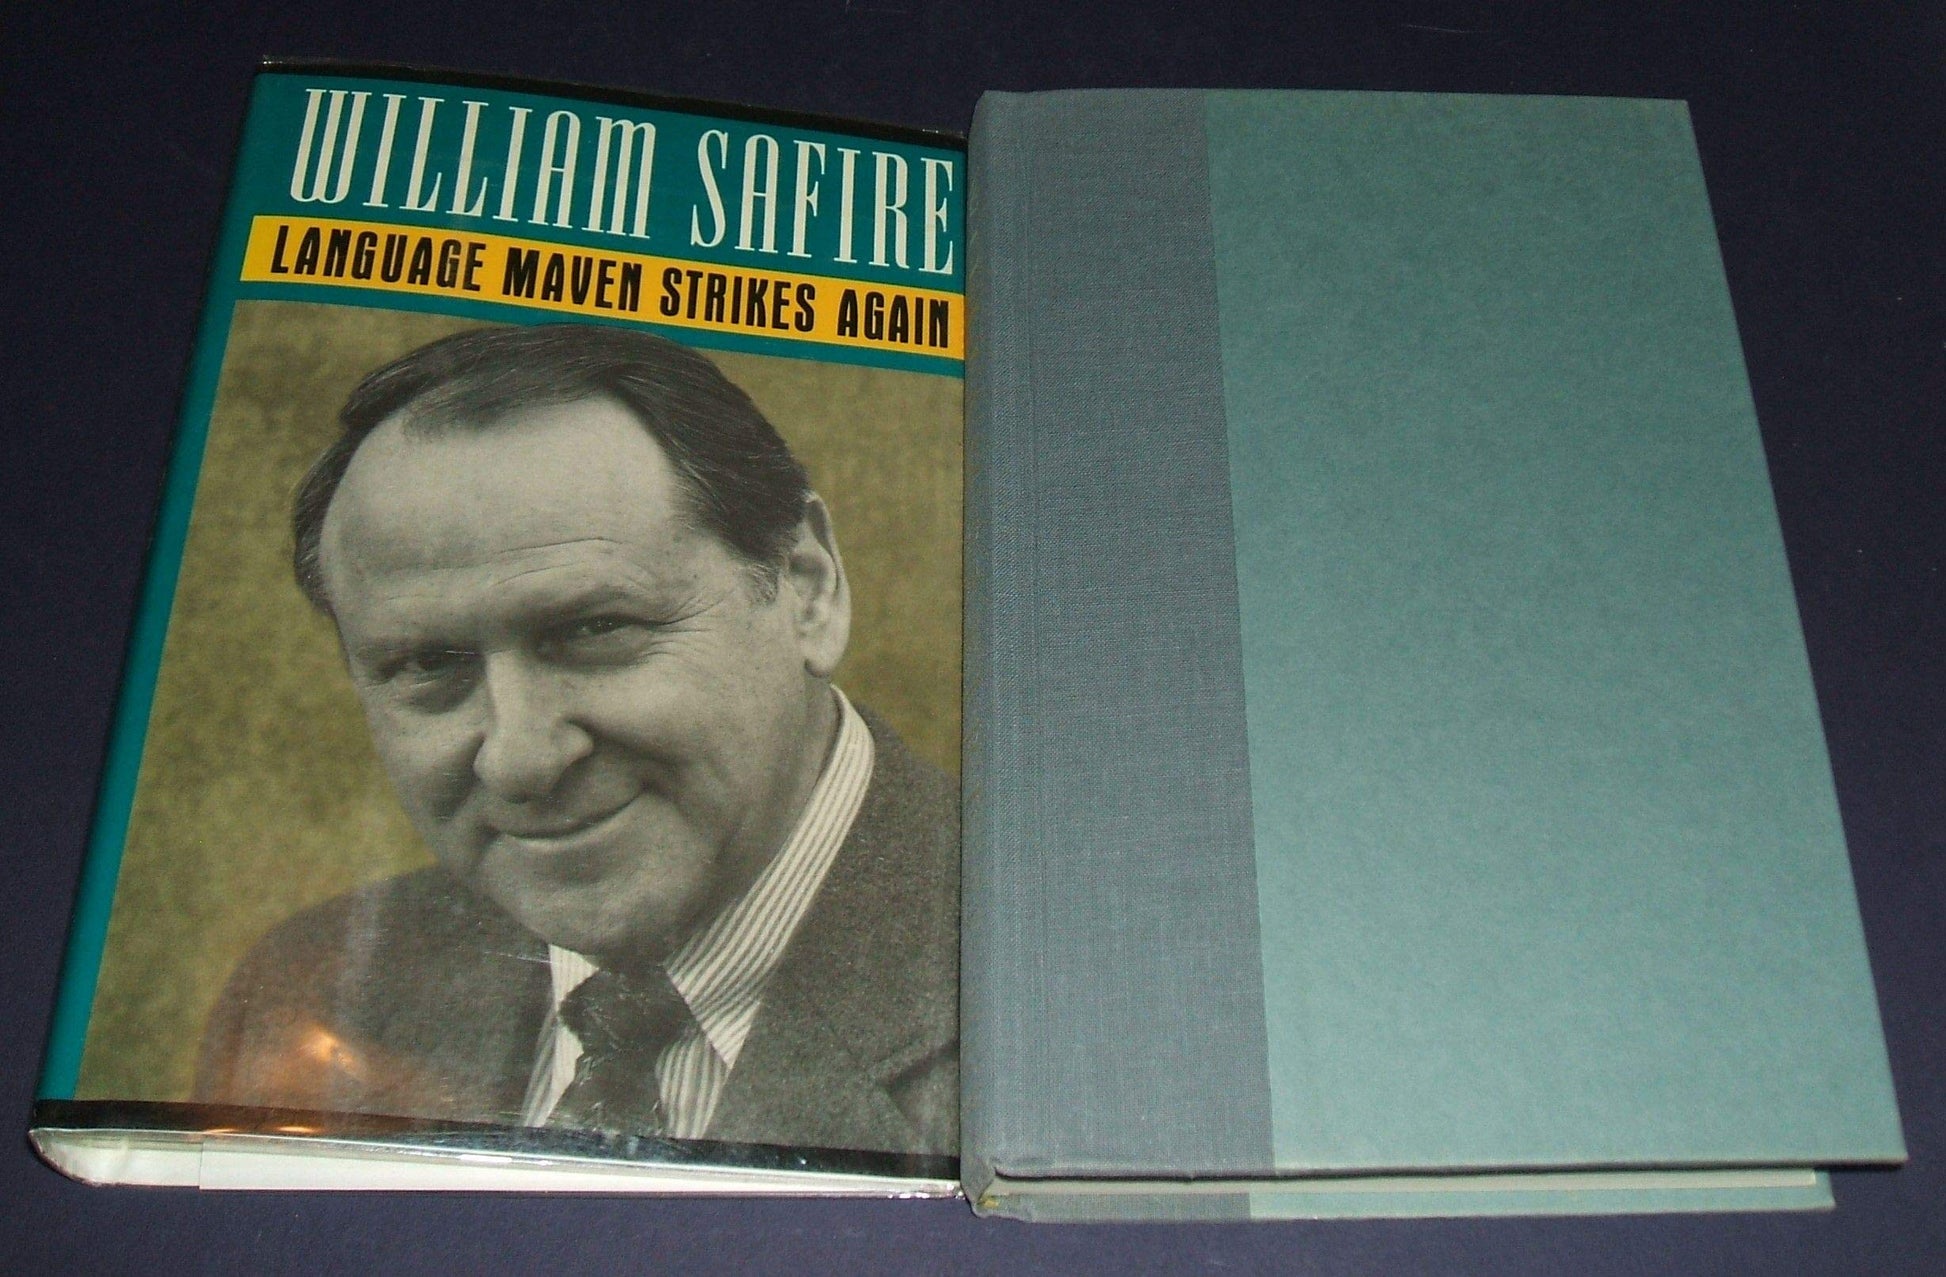 WILLIAM SAFIRE
LANGUAGE MAVEN STRIKES AGAIN